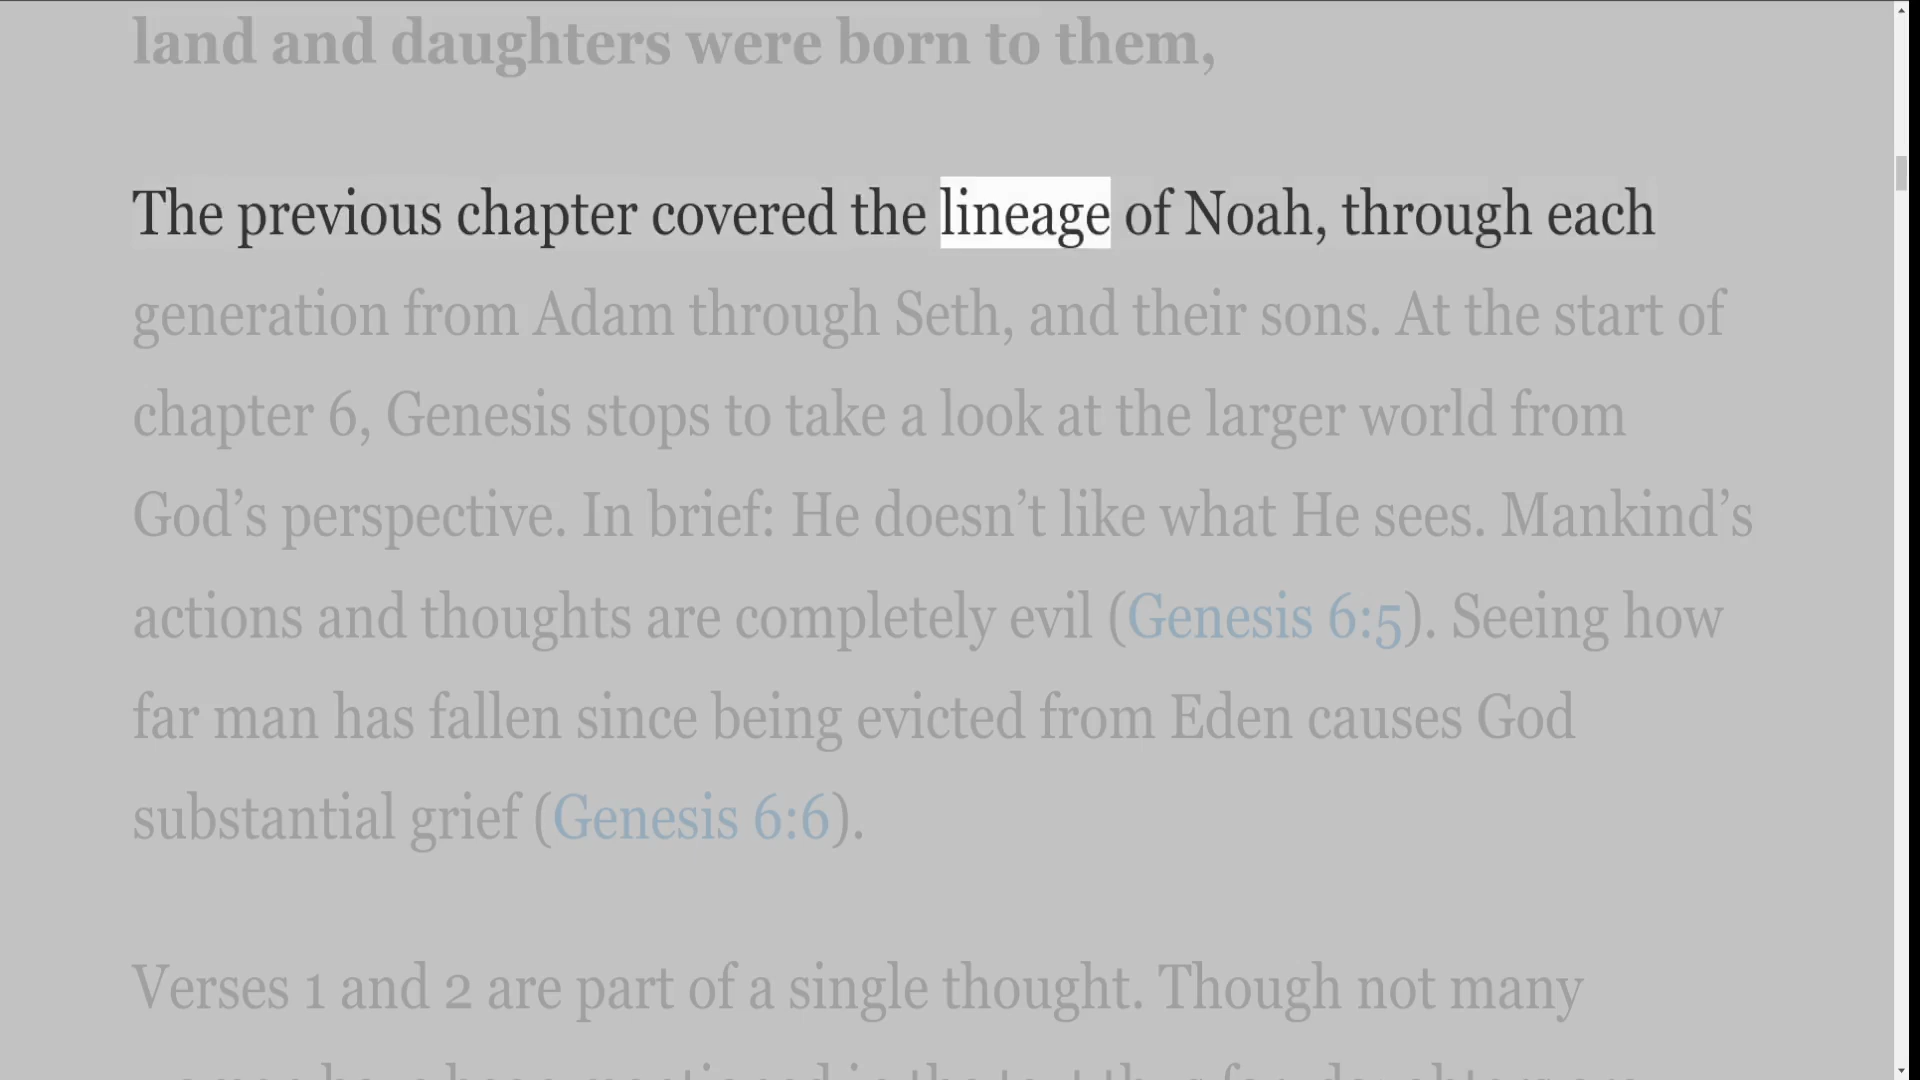 land and daughters were born to them,
The previous chapter covered the lineage of Noah, through each
generation from Adam through Seth, and their sons. At the start of
chapter 6, Genesis stops to take a look at the larger world from
God’s perspective. In brief: He doesn’t like what He sees. Mankind’s
actions and thoughts are completely evil (Genesis 6:5). Seeing how
far man has fallen since being evicted from Eden causes God
substantial grief (Genesis 6:6).
Verses 1 and 2 are part of a single thought. Though not many